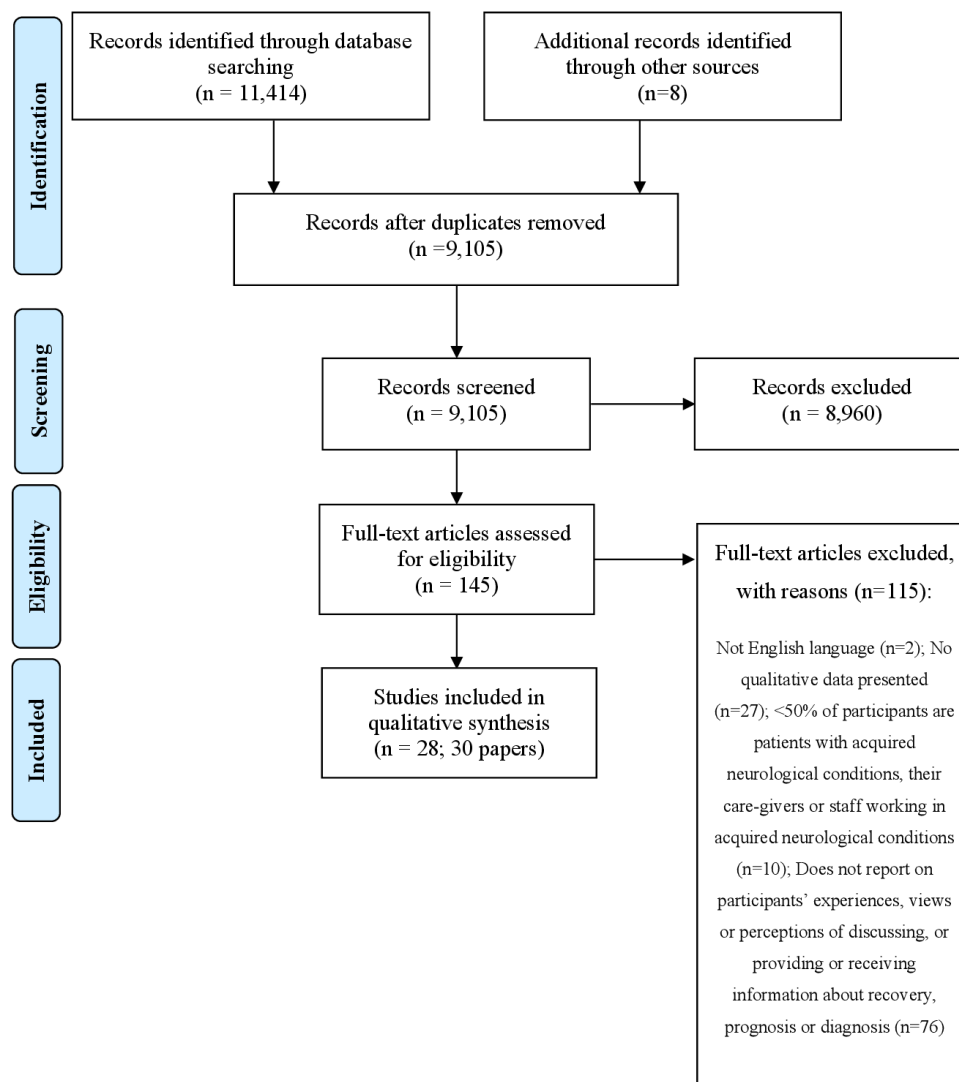 Identification
Records identified through database
searching
(n = 11,414)
Additional records identified
through other sources
(n=8)
Records after duplicates removed
(n =9,105)
Screening
Records screened
(n = 9,105)
Records excluded
(n = 8,960)
Eligibility
Full-text articles assessed
for eligibility
(n = 145)
Full-text articles excluded,
with reasons (n=115):
Not English language (n=2); No
qualitative data presented
(n=27); <50% of participants are
patients with acquired
neurological conditions, their
care-givers or staff working in
acquired neurological conditions
(n=10); Does not report on
participants’ experiences, views
or perceptions of discussing, or
providing or receiving
information about recovery,
prognosis or diagnosis (n=76)
Included
Studies included in
qualitative synthesis
(n = 28; 30 papers)